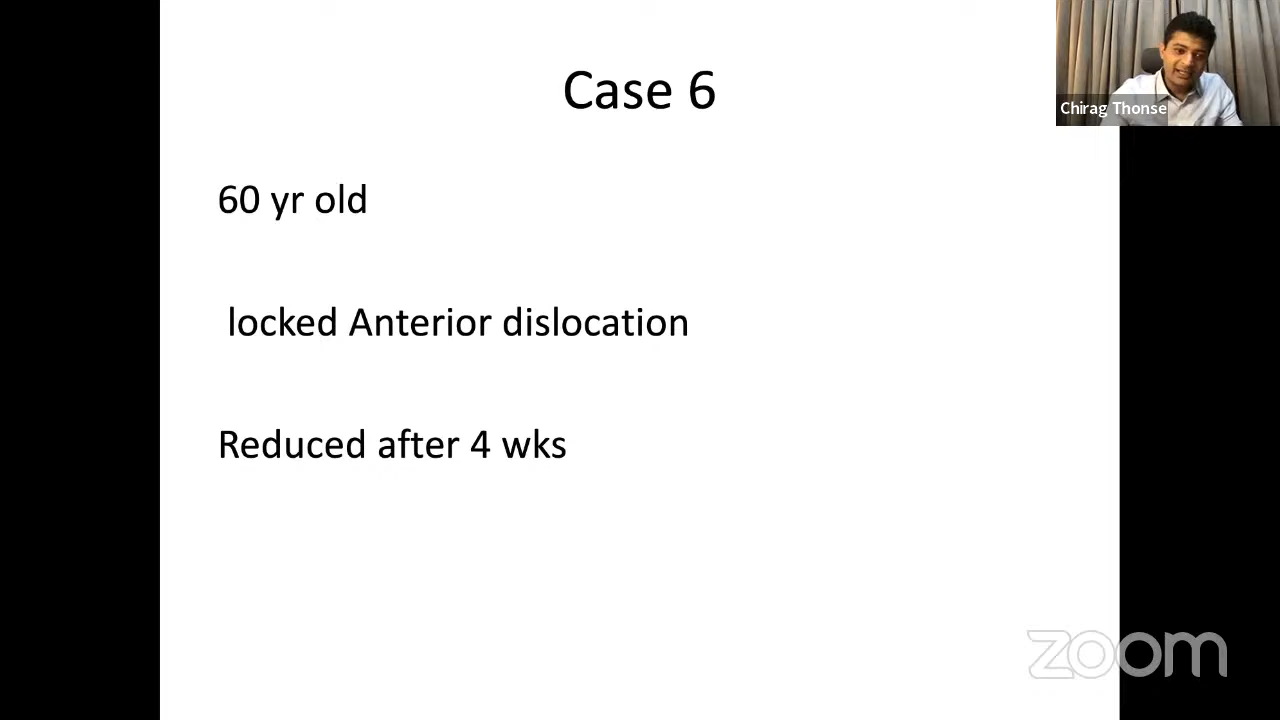 Case 6
Chirag Thonse
60 yr old
locked Anterior dislocation
Reduced after 4 wks
zoom